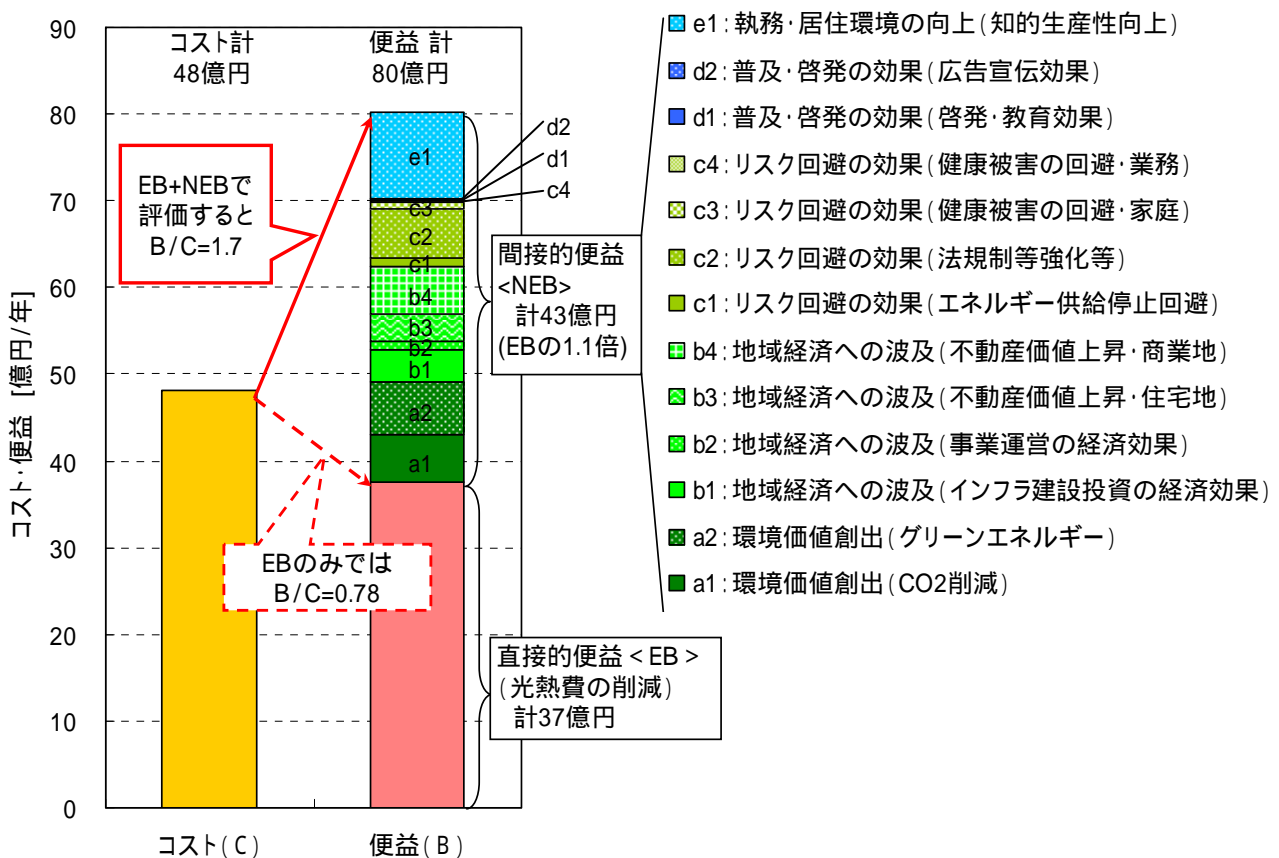 コスト・便益 [億円/年]
90
80
70
60
50
40
30
20
10
0
コスト計
48億円
便益 計
80億円
EB+NEBで
評価すると
B/C=1.7
EBのみでは
B/C=0.78
e1
d2
d1
c4
c3
c2
c1
b4
b3
b2
b1
a2
a1
間接的便益
<NEB>
計43億円
(EBの1.1倍)
直接的便益<EB>
(光熱費の削減)
計37億円
コスト(C)
便益(B)
e1:執務・居住環境の向上(知的生産性向上)
d2:普及・啓発の効果(広告宣伝効果)
d1:普及・啓発の効果(啓発・教育効果)
c4:リスク回避の効果(健康被害の回避・業務)
c3:リスク回避の効果(健康被害の回避・家庭)
c2:リスク回避の効果(法規制等強化等)
c1:リスク回避の効果(エネルギー供給停止回避)
b4:地域経済への波及(不動産価値上昇・商業地)
b3:地域経済への波及(不動産価値上昇・住宅地)
b2:地域経済への波及(事業運営の経済効果)
b1:地域経済への波及(インフラ建設投資の経済効果)
a2:環境価値創出(グリーンエネルギー)
a1:環境価値創出(CO2削減)